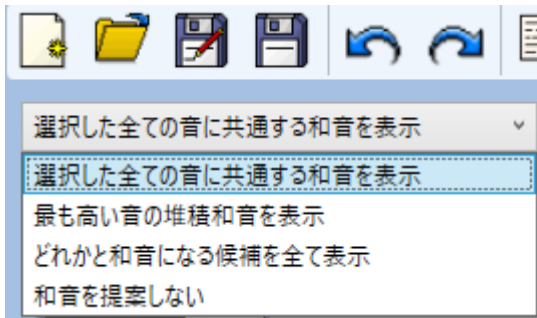 選択した全ての音に共通する和音を表示
選択した全ての音に共通する和音を表示
最も高い音の堆積和音を表示
どれかと和音になる候補を全て表示
和音を提案しない